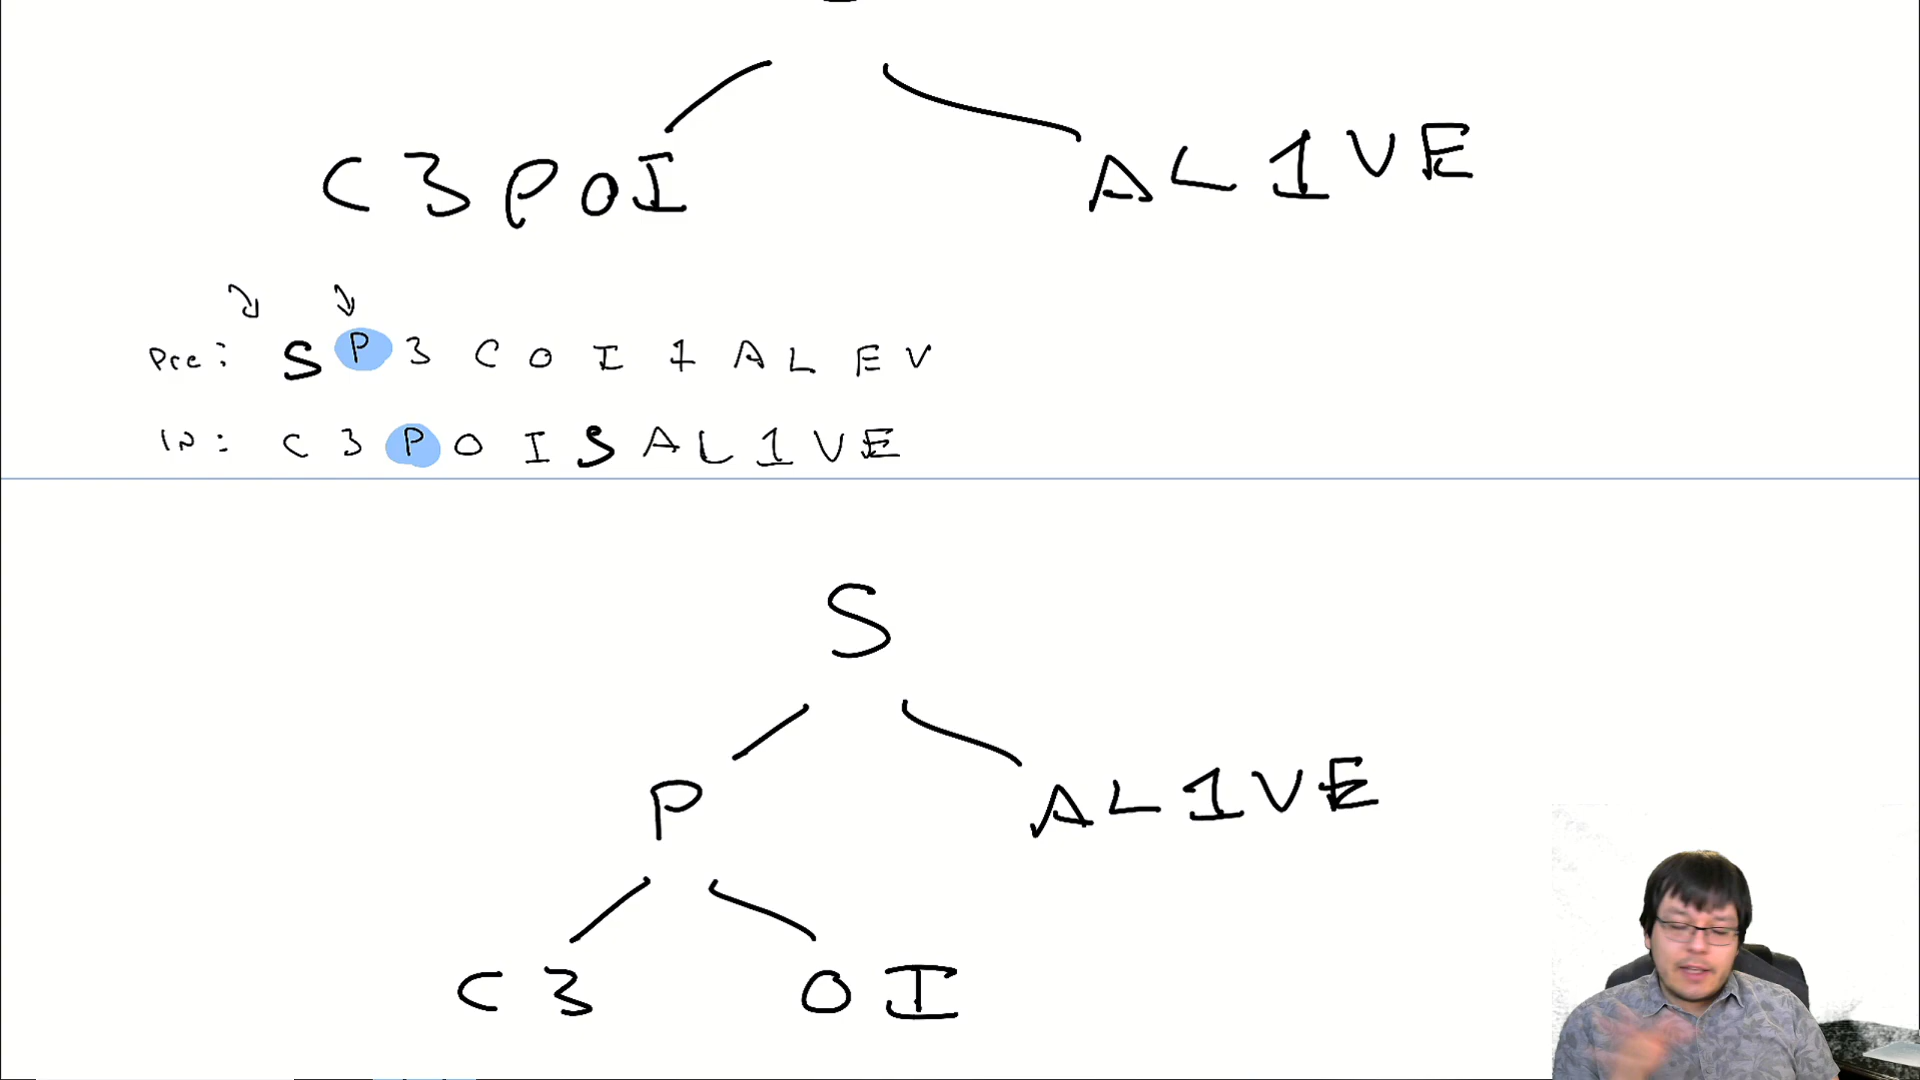 C 3 P O I A L 1 V E
Pre: S P 3 C O I 1 A L E V
IN: C 3 P O I S A L 1 V E
S
P A L 1 V E
C 3 O I